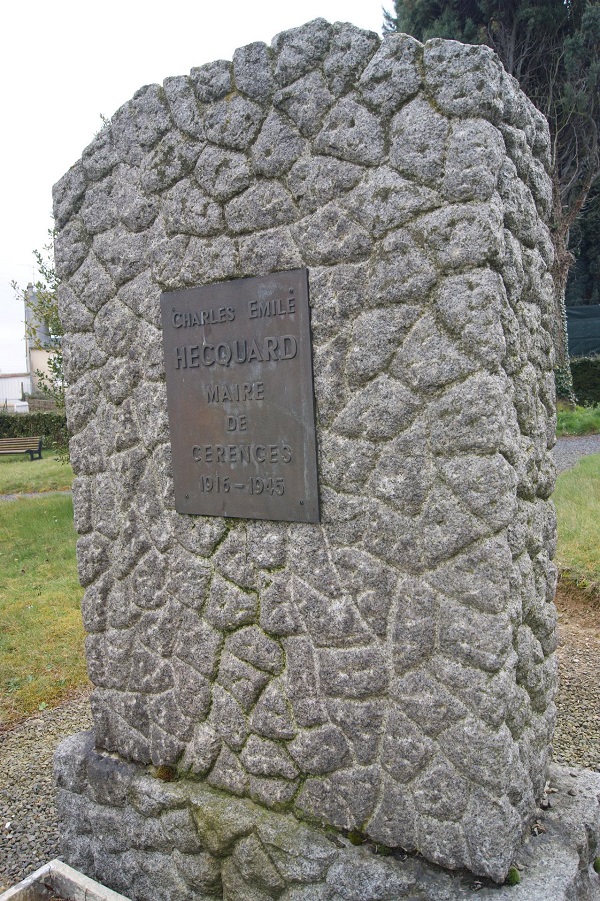 CHARLES EMILE
HECQUARD
MAIRE
DE
CERENCES
1916-1945